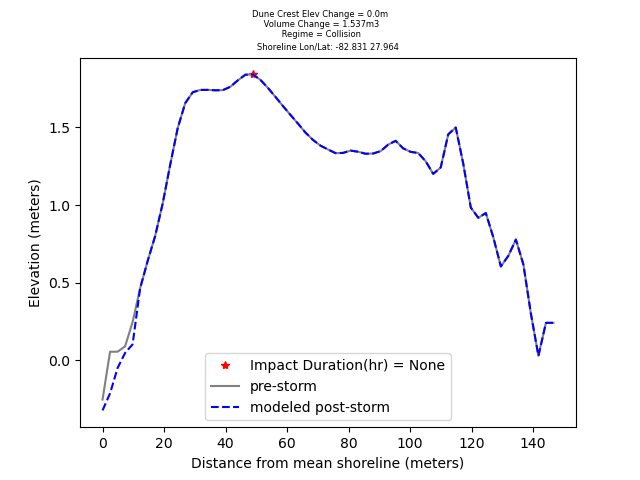 Dune Crest Elev Change = 0.0m
Volume Change = 1.537m3
Regime = Collision
Shoreline Lon/Lat: -82.831 27.964
Elevation (meters)
1.5
1.0
0.5
0.0
Impact Duration(hr) = None
pre-storm
modeled post-storm
0 20 40 60 80 100 120 140
Distance from mean shoreline (meters)